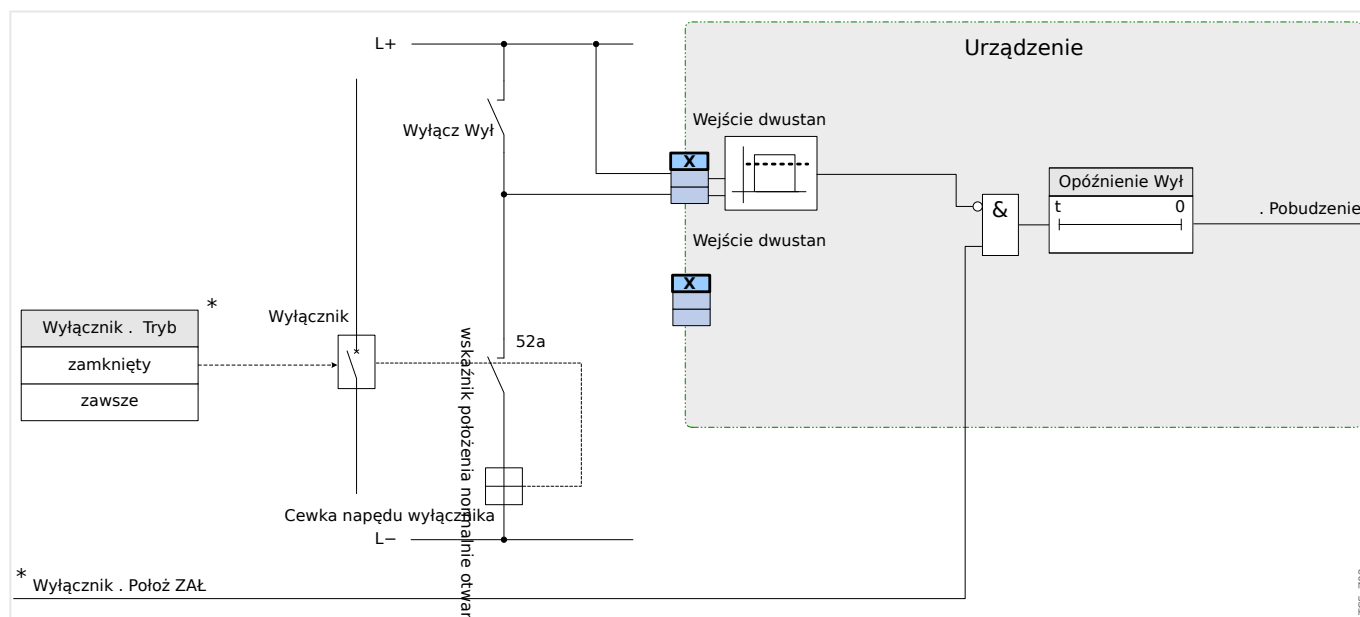 L+
Urządzenie
Wyłącz Wył
Wejście dwustan
X
Opóźnienie Wył
t 0
&
. Pobudzenie
Wejście dwustan
X
*
Wyłącznik . Tryb
zamknięty
zawsze
Wyłącznik
52a
wskaźnik położenia normalnie otwar
Cewka napędu wyłącznika
L−
*
Wyłącznik . Położ ZAŁ